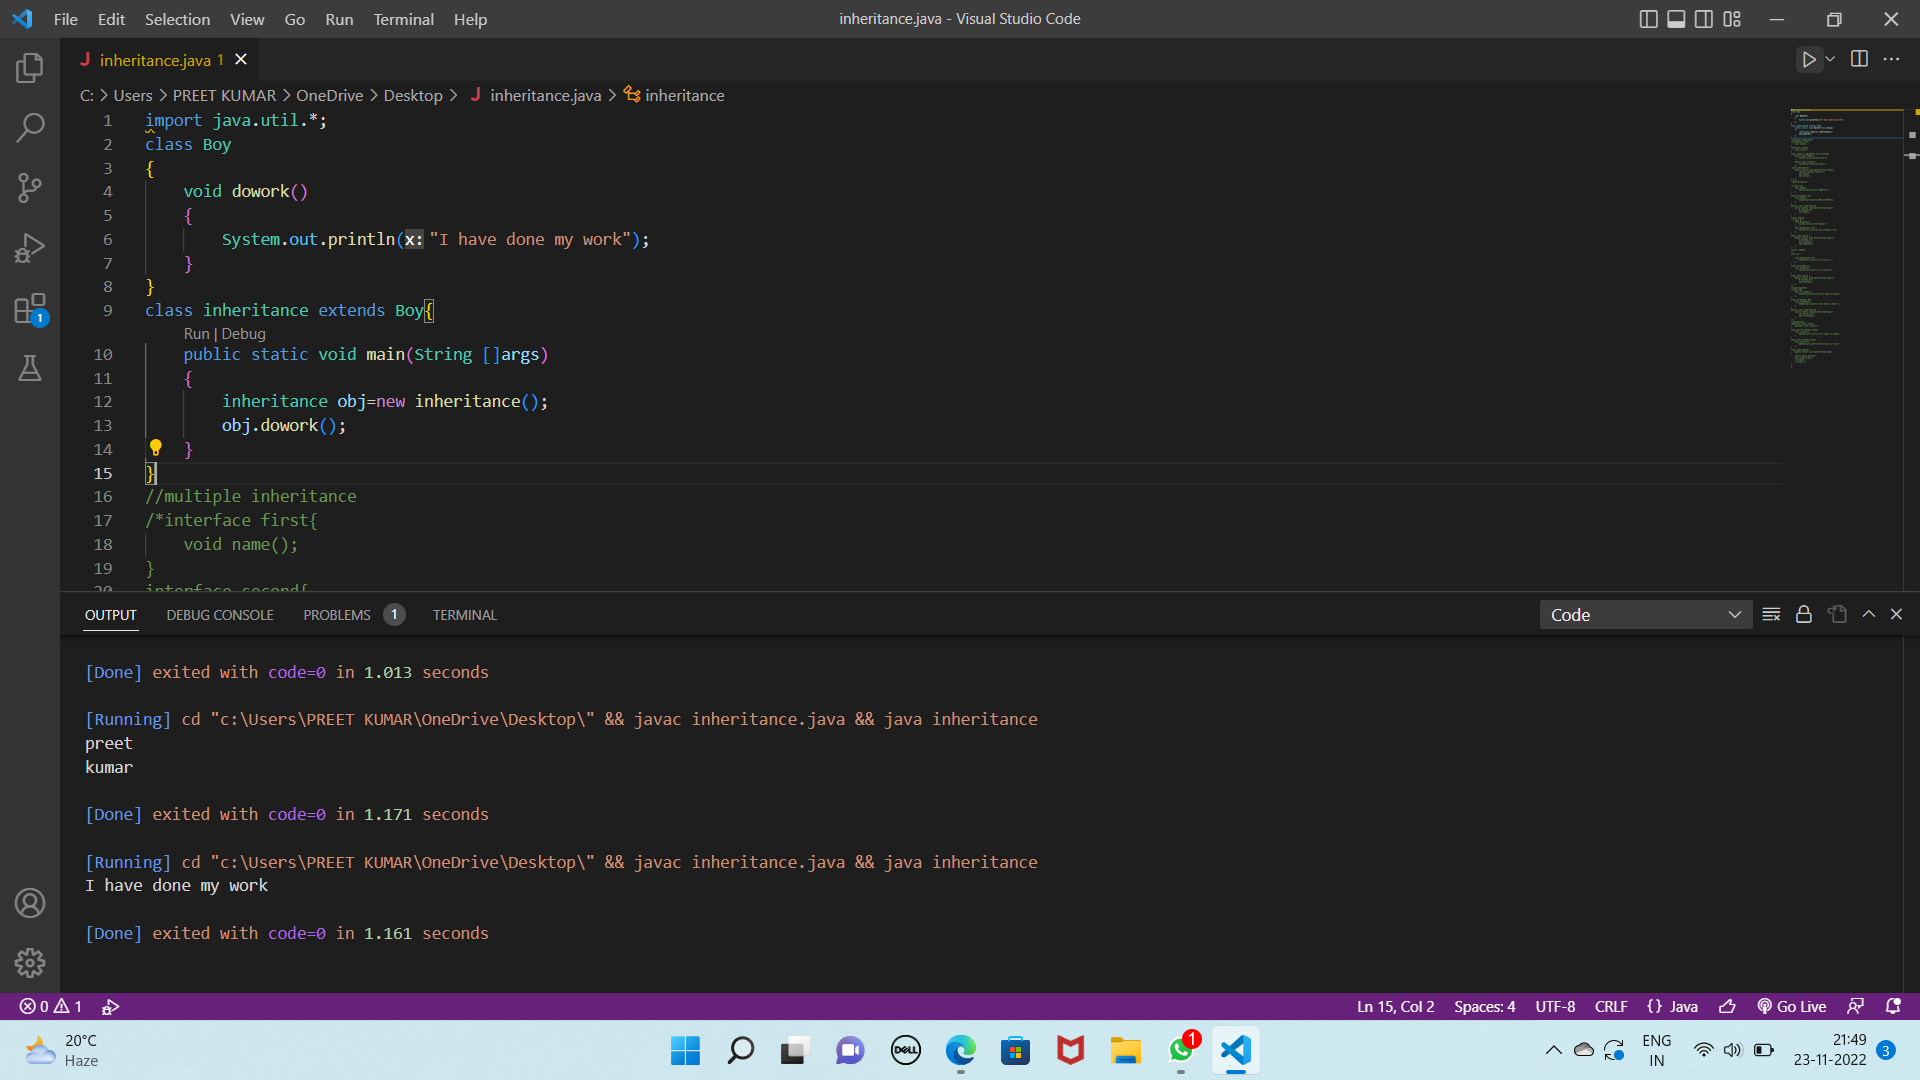 File Edit Selection View Go Run Terminal Help
inheritance.java - Visual Studio Code
J inheritance.java 1
C: > Users > PREET KUMAR > OneDrive > Desktop > J inheritance.java > inheritance
1 import java.util.*;
2 class Boy
3 {
4 void dowork()
5 {
6 System.out.println(x: "I have done my work");
7 }
8 }
9 class inheritance extends Boy{
Run | Debug
10 public static void main(String []args)
11 {
12 inheritance obj=new inheritance();
13 obj.dowork();
14 }
15 }
16 //multiple inheritance
17 /*interface first{
18 void name();
19 }
20 interface second{
1
OUTPUT DEBUG CONSOLE PROBLEMS 1 TERMINAL
Code
[Done] exited with code=0 in 1.013 seconds
[Running] cd "c:\Users\PREET KUMAR\OneDrive\Desktop\" && javac inheritance.java && java inheritance
preet
kumar
[Done] exited with code=0 in 1.171 seconds
[Running] cd "c:\Users\PREET KUMAR\OneDrive\Desktop\" && javac inheritance.java && java inheritance
I have done my work
[Done] exited with code=0 in 1.161 seconds
0 1
Ln 15, Col 2 Spaces: 4 UTF-8 CRLF {} Java Go Live
20°C
Haze
DELL
1
ENG
IN
21:49
23-11-2022
3